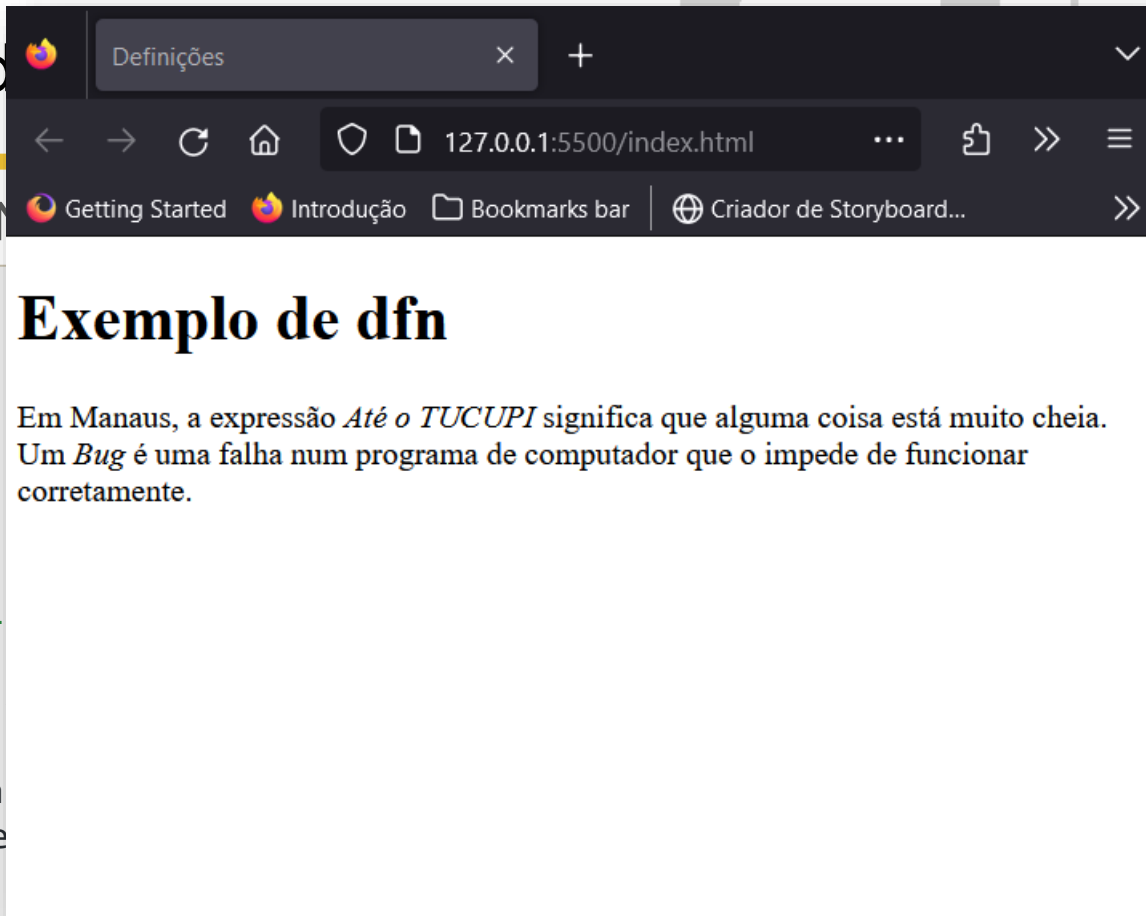 Definições
127.0.0.1:5500/index.html
Getting Started Introdução Bookmarks bar Criador de Storyboard...
Exemplo de dfn
Em Manaus, a expressão Até o TUCUPI significa que alguma coisa está muito cheia.
Um Bug é uma falha num programa de computador que o impede de funcionar
corretamente.